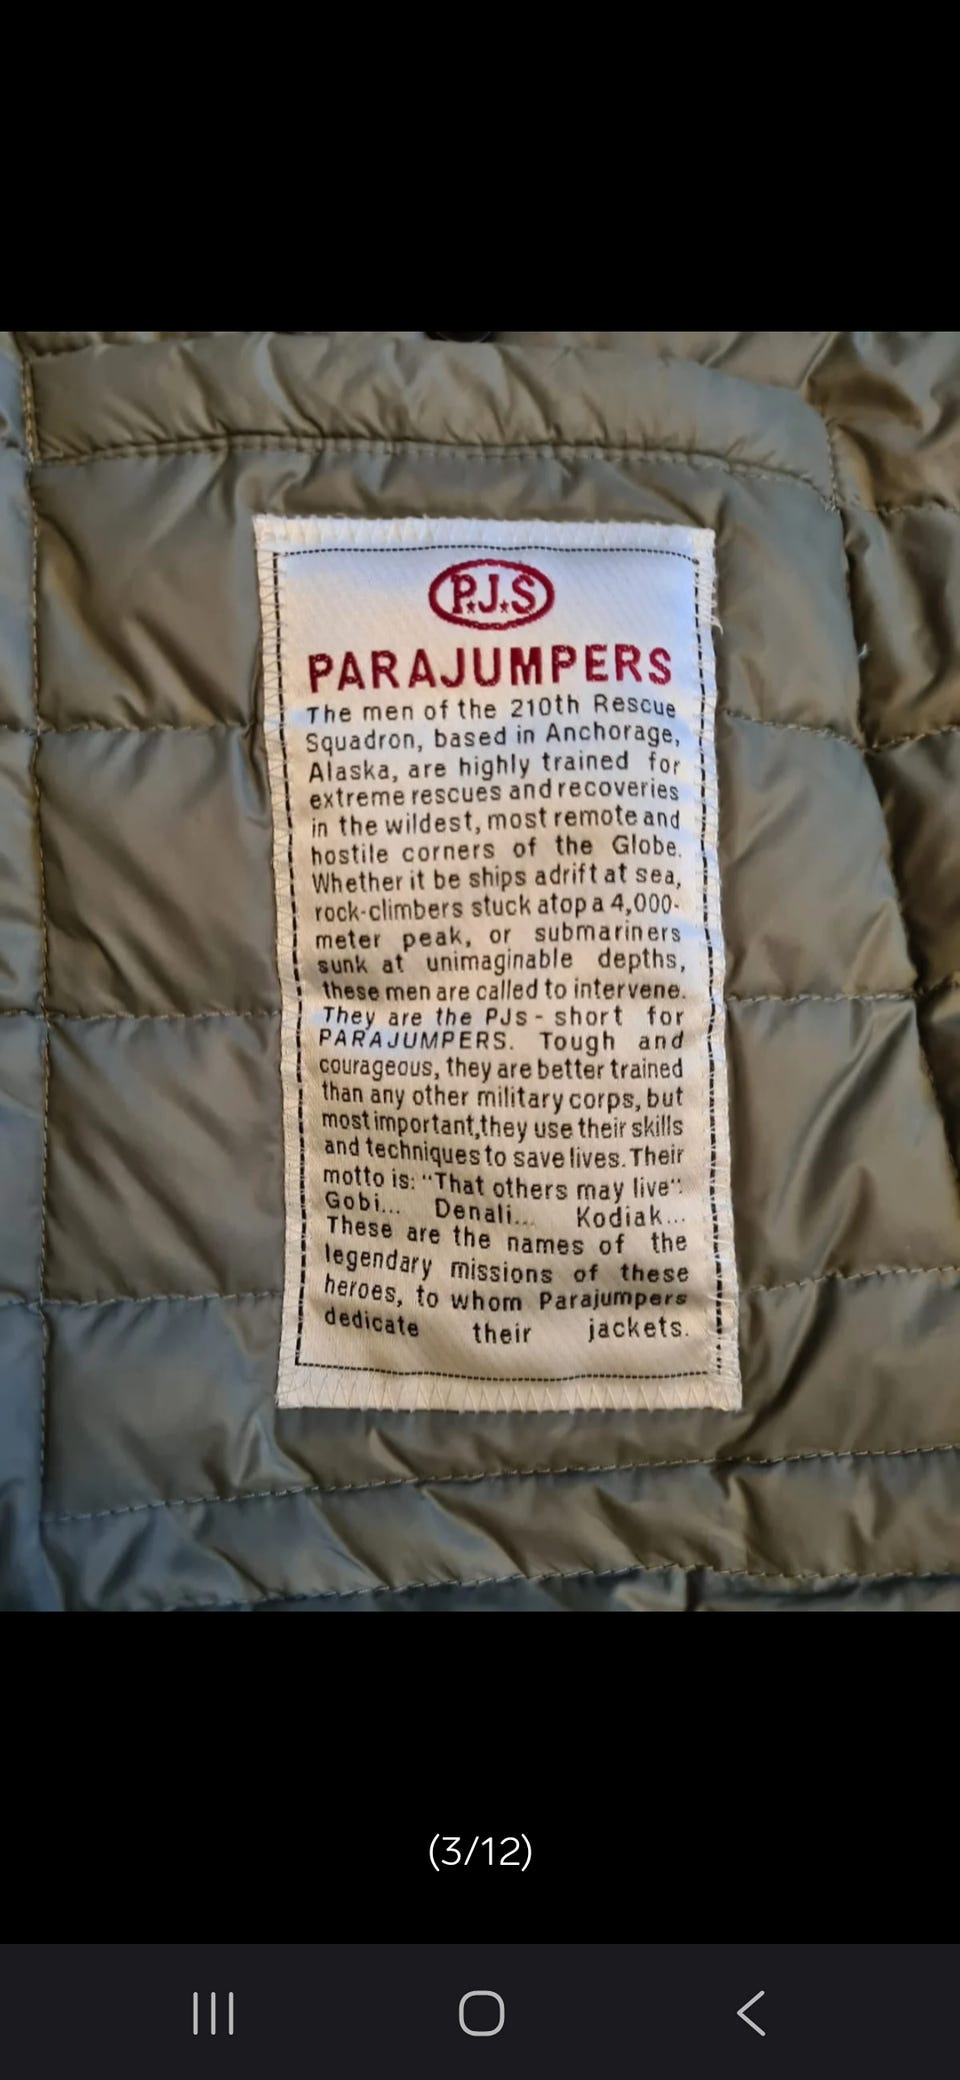 P.J.S
PARAJUMPERS
The men of the 210th Rescue
Squadron, based in Anchorage,
Alaska, are highly trained for
extreme rescues and recoveries
in the wildest, most remote and
hostile corners of the Globe.
Whether it be ships adrift at sea,
rock-climbers stuck atop a 4,000-
meter peak, or submariners
sunk at unimaginable depths,
these men are called to intervene.
They are the PJs - short for
PARAJUMPERS. Tough and
courageous, they are better trained
than any other military corps, but
most important,they use their skills
and techniques to save lives. Their
motto is: "That others may live":
Gobi... Denali... Kodiak...
These are the names of the
legendary missions of these
heroes, to whom Parajumpers
dedicate their jackets.
(3/12)